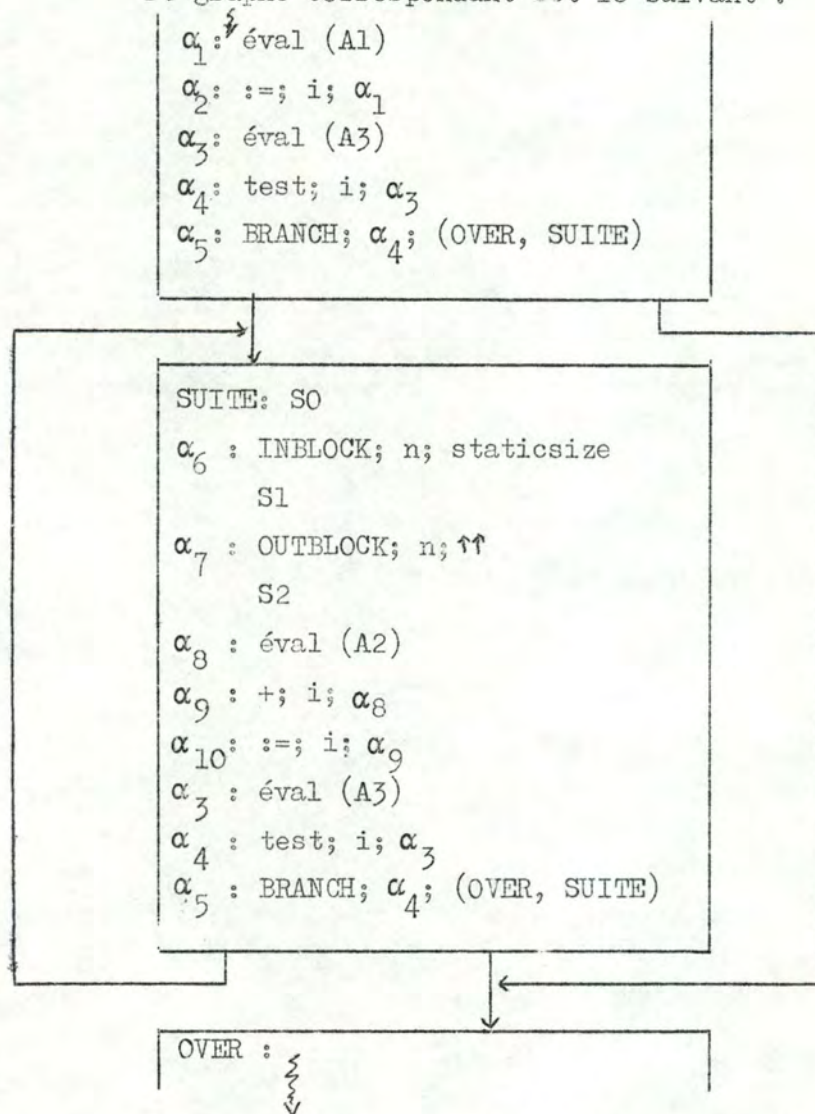 α1: éval (A1)
α2: :=; i; α1
α3: éval (A3)
α4: test; i; α3
α5: BRANCH; α4; (OVER, SUITE)
SUITE: SO
α6 : INBLOCK; n; staticsize
S1
α7 : OUTBLOCK; n; ↑↑
S2
α8 : éval (A2)
α9 : +; i; α8
α10: :=; i; α9
α3 : éval (A3)
α4 : test; i; α3
α5 : BRANCH; α4; (OVER, SUITE)
OVER :